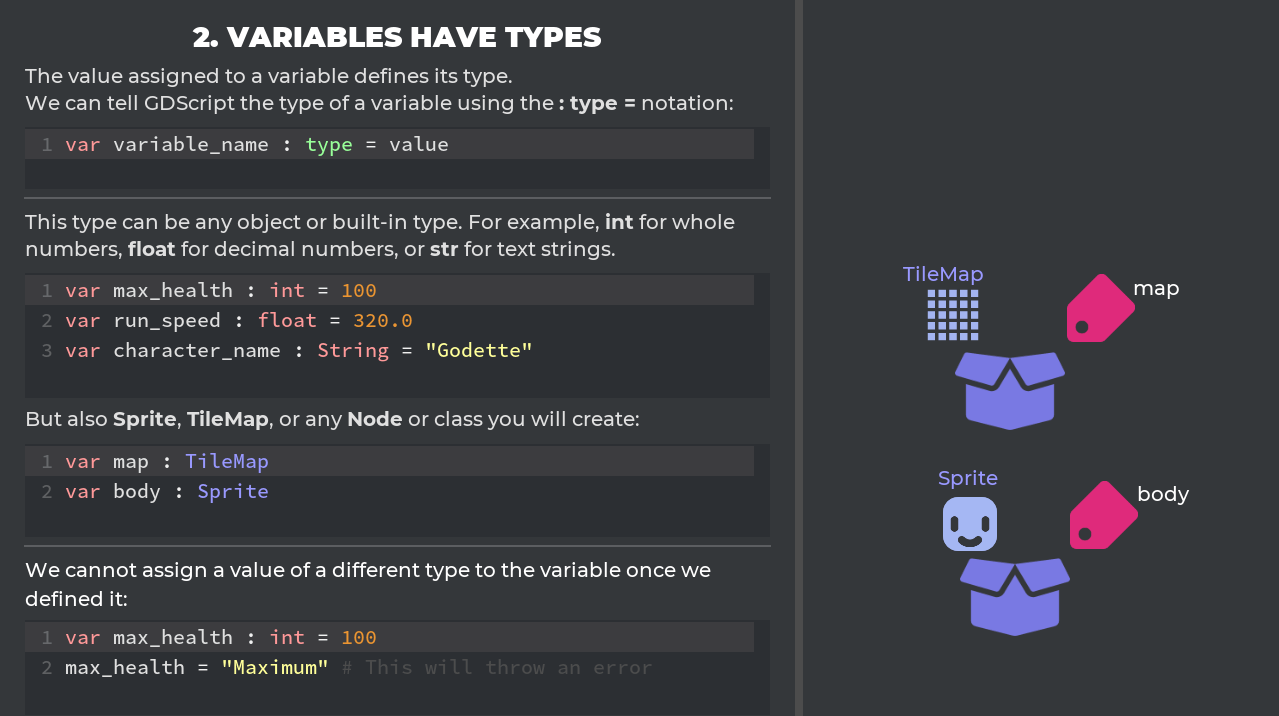 2. VARIABLES HAVE TYPES
The value assigned to a variable defines its type.
We can tell GDScript the type of a variable using the : type = notation:
1 var variable_name : type = value
This type can be any object or built-in type. For example, int for whole
numbers, float for decimal numbers, or str for text strings.
1 var max_health : int = 100
2 var run_speed : float = 320.0
3 var character_name : String = "Godette"
But also Sprite, TileMap, or any Node or class you will create:
1 var map : TileMap
2 var body : Sprite
We cannot assign a value of a different type to the variable once we
defined it:
1 var max_health : int = 100
2 max_health = "Maximum" # This will throw an error
TileMap
map
Sprite
body